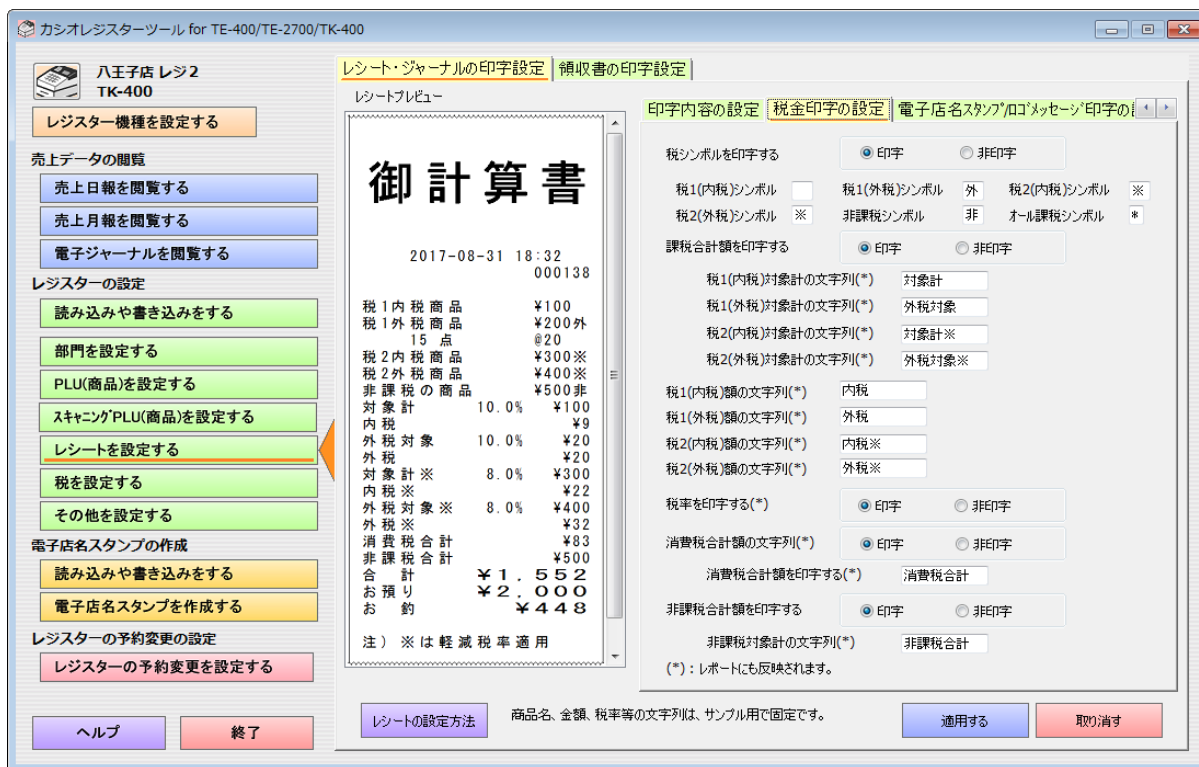 カシオレジスターツール for TE-400/TE-2700/TK-400
八王子店 レジ2
TK-400
レジスター機種を設定する
売上データの閲覧
売上日報を閲覧する
売上月報を閲覧する
電子ジャーナルを閲覧する
レジスターの設定
読み込みや書き込みをする
部門を設定する
PLU(商品)を設定する
スキャニングPLU(商品)を設定する
レシートを設定する
税を設定する
その他を設定する
電子店名スタンプの作成
読み込みや書き込みをする
電子店名スタンプを作成する
レジスターの予約変更の設定
レジスターの予約変更を設定する
ヘルプ 終了
レシート・ジャーナルの印字設定 領収書の印字設定
レシートプレビュー
御計算書
2017-08-31 18:32
000138
税1内税商品 ¥100
税1外税商品 ¥200外
15 点 @20
税2内税商品 ¥300※
税2外税商品 ¥400※
非課税の商品 ¥500非
対象計 10.0% ¥100
内税 ¥9
外税対象 10.0% ¥20
外税 ¥20
対象計※ 8.0% ¥300
内税※ ¥22
外税対象※ 8.0% ¥400
外税※ ¥32
消費税合計 ¥83
非課税合計 ¥500
合 計 ¥1,552
お預り ¥2,000
お 釣 ¥448
注) ※は軽減税率適用
印字内容の設定 税金印字の設定 電子店名スタンプ/ロゴメッセージ印字の
税シンボルを印字する 印字 非印字
税1(内税)シンボル 税1(外税)シンボル 外 税2(内税)シンボル ※
税2(外税)シンボル ※ 非課税シンボル 非 オール課税シンボル *
課税合計額を印字する 印字 非印字
税1(内税)対象計の文字列(*) 対象計
税1(外税)対象計の文字列(*) 外税対象
税2(内税)対象計の文字列(*) 対象計※
税2(外税)対象計の文字列(*) 外税対象※
税1(内税)額の文字列(*) 内税
税1(外税)額の文字列(*) 外税
税2(内税)額の文字列(*) 内税※
税2(外税)額の文字列(*) 外税※
税率を印字する(*) 印字 非印字
消費税合計額の文字列(*) 印字 非印字
消費税合計額を印字する(*) 消費税合計
非課税合計額を印字する 印字 非印字
非課税対象計の文字列(*) 非課税合計
(*)：レポートにも反映されます。
レシートの設定方法 商品名、金額、税率等の文字列は、サンプル用で固定です。 適用する 取り消す